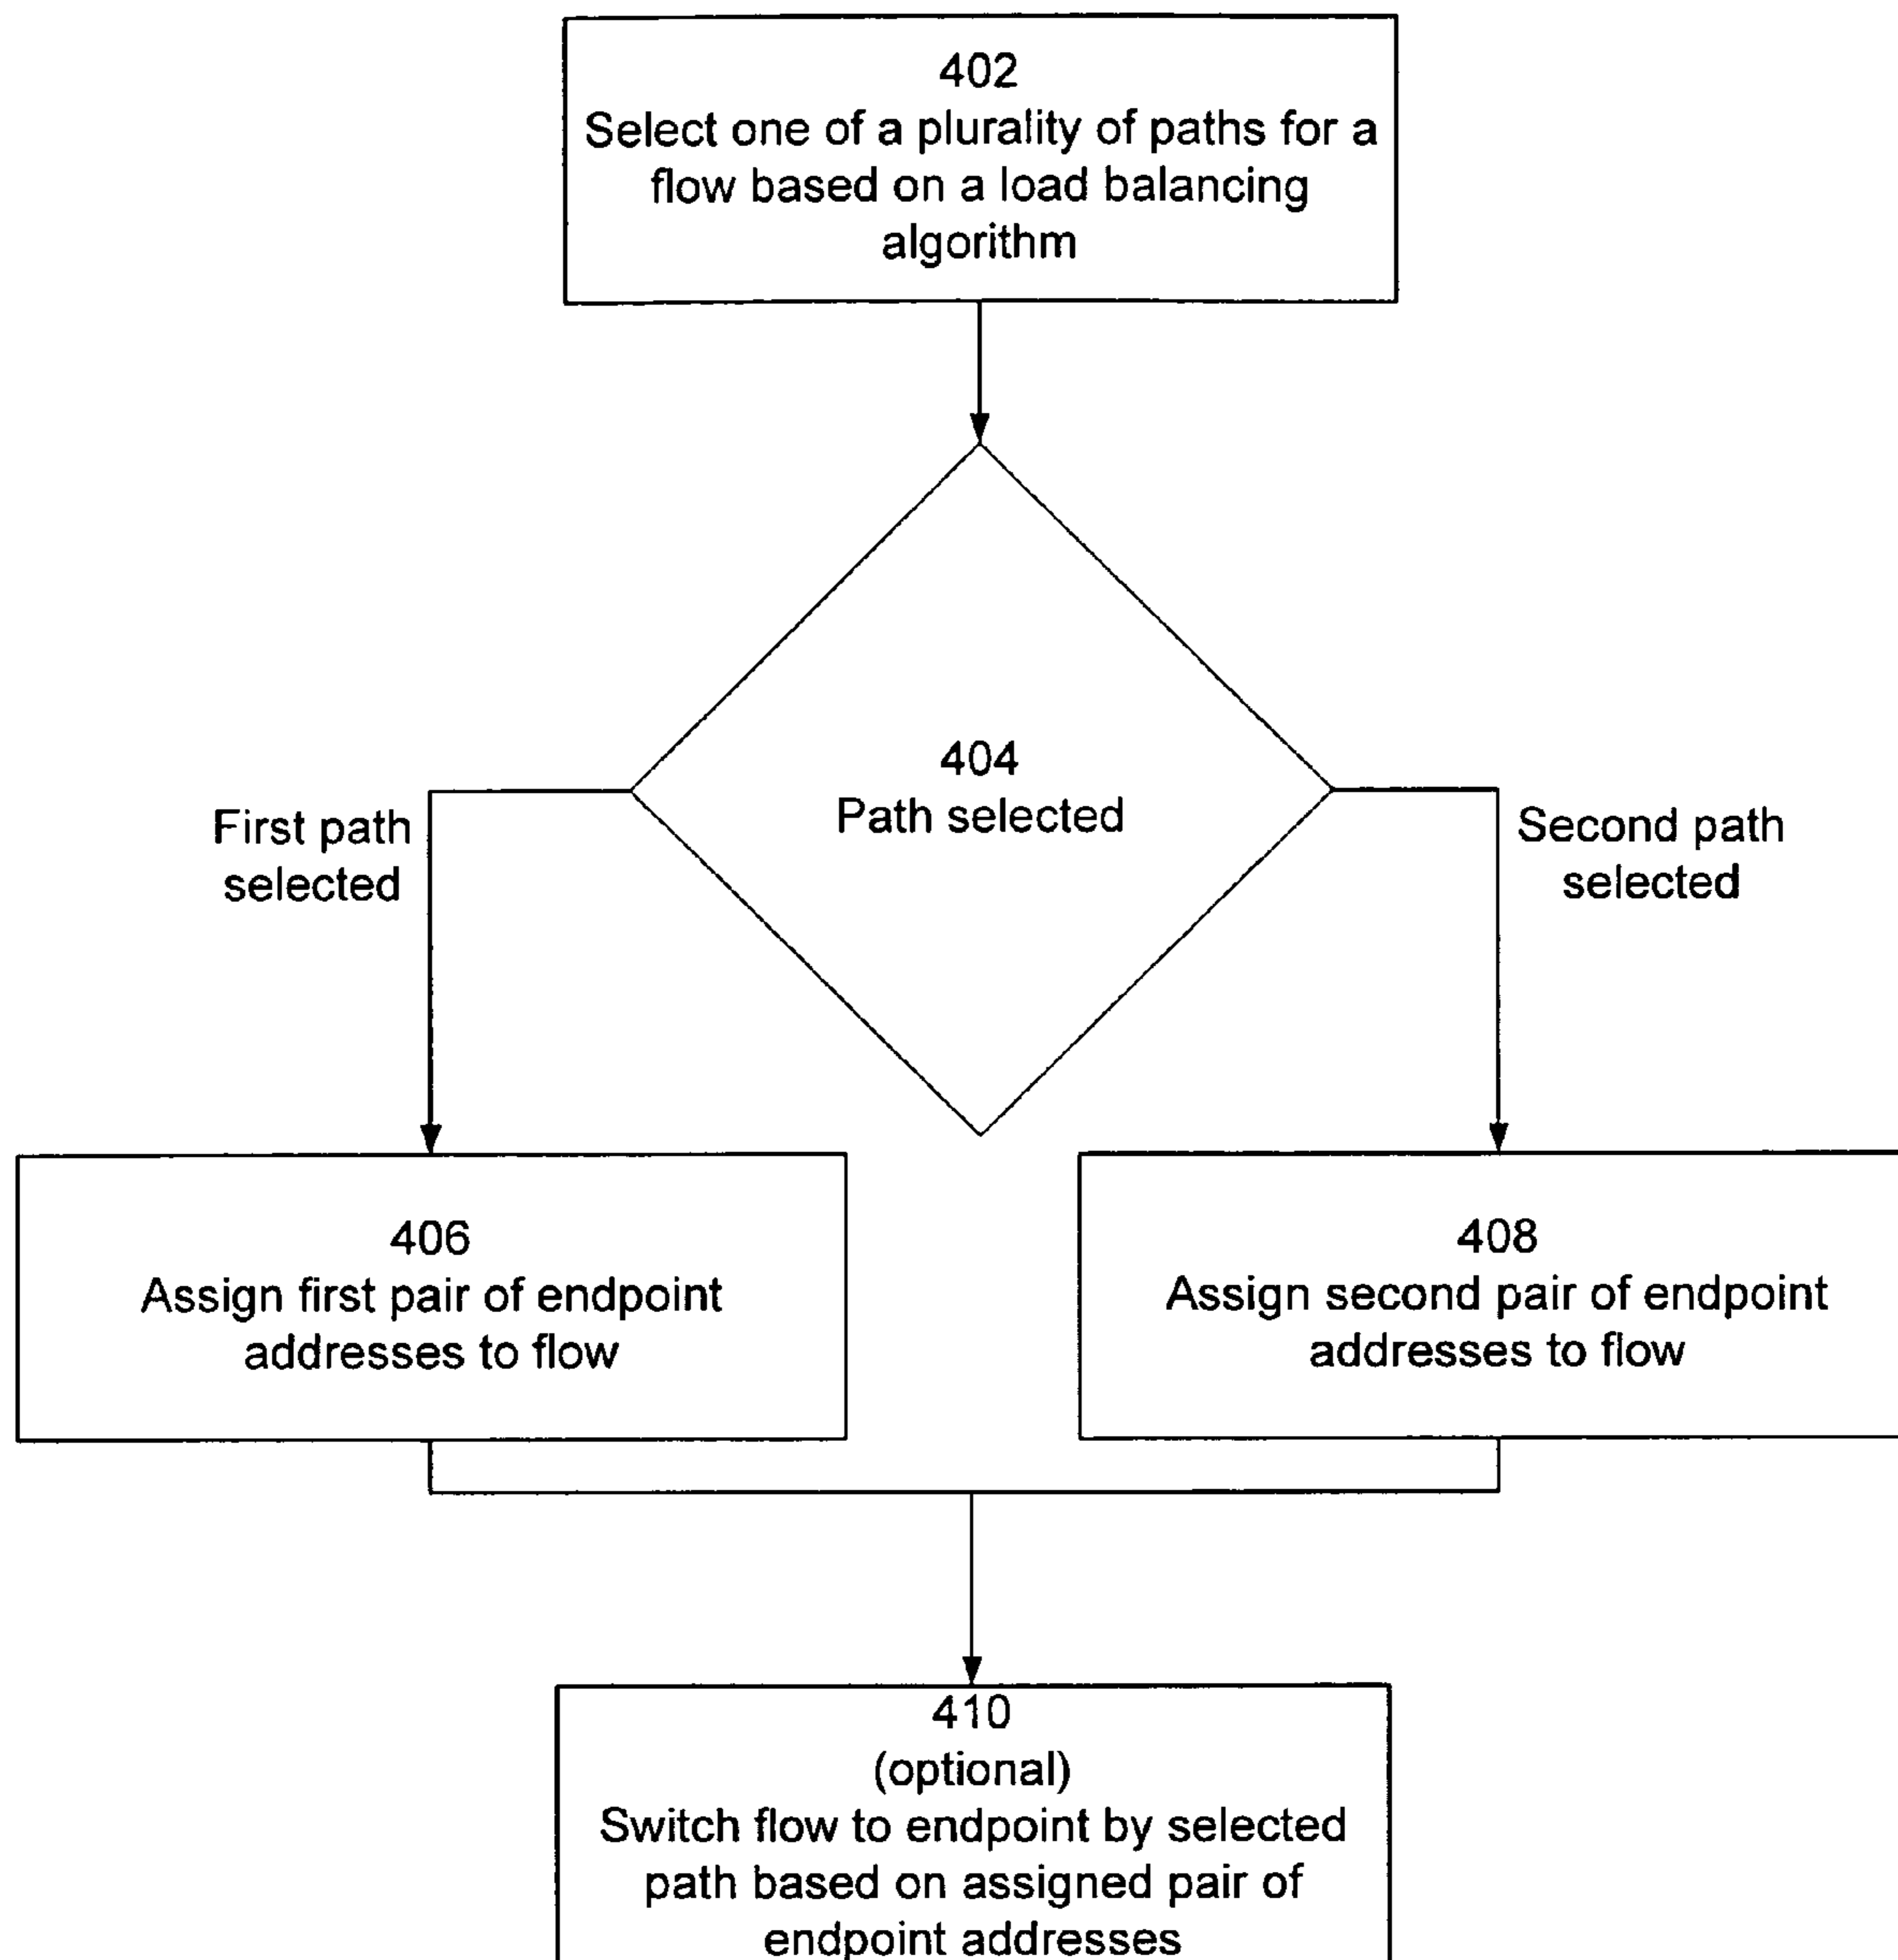 402
Select one of a plurality of paths for a
flow based on a load balancing
algorithm
404
Path selected
First path
selected
Second path
selected
406
Assign first pair of endpoint
addresses to flow
408
Assign second pair of endpoint
addresses to flow
410
(optional)
Switch flow to endpoint by selected
path based on assigned pair of
endpoint addresses